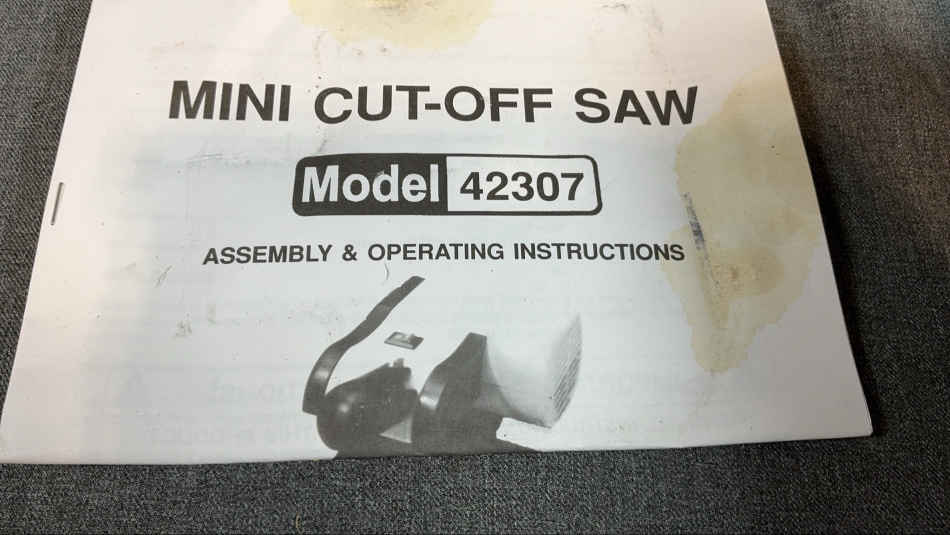 MINI CUT-OFF SAW
Model 42307
ASSEMBLY & OPERATING INSTRUCTIONS